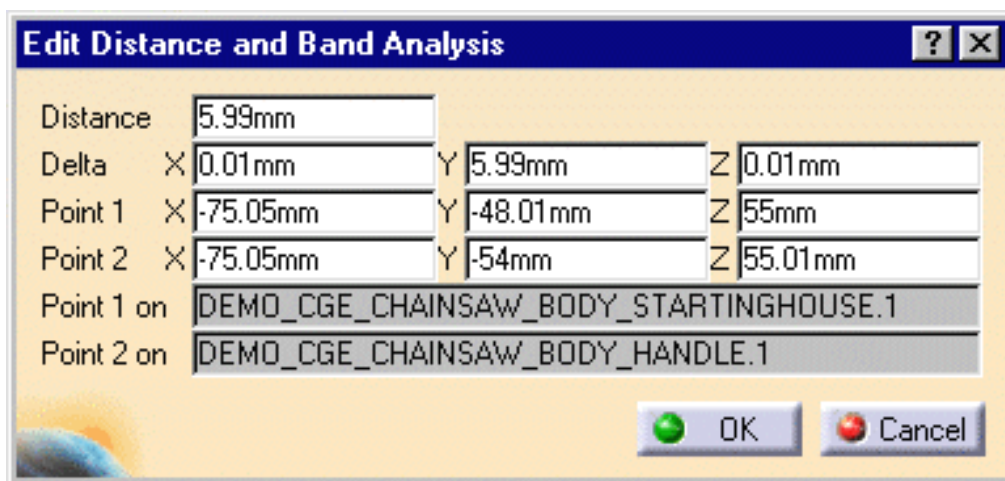 Edit Distance and Band Analysis ?
Distance 5.99mm
Delta X 0.01mm Y 5.99mm Z 0.01mm
Point 1 X -75.05mm Y -48.01mm Z 55mm
Point 2 X -75.05mm Y -54mm Z 55.01mm
Point 1 on DEMO_CGE_CHAINSAW_BODY_STARTINGHOUSE.1
Point 2 on DEMO_CGE_CHAINSAW_BODY_HANDLE.1
OK Cancel